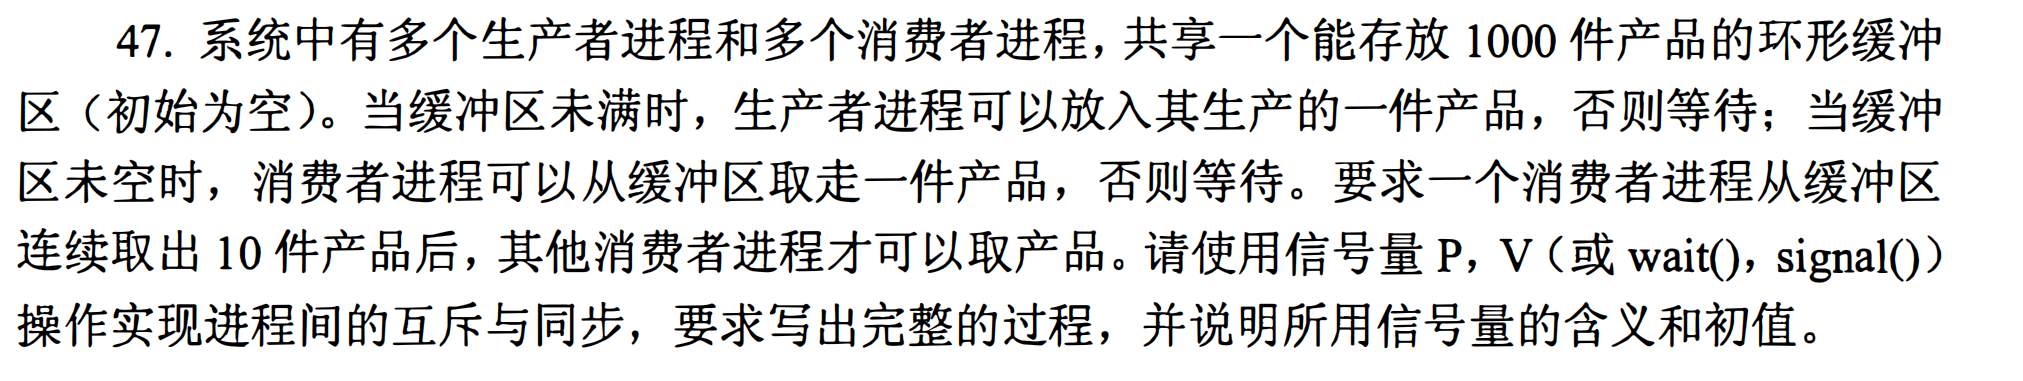 47. 系统中有多个生产者进程和多个消费者进程，共享一个能存放 1000 件产品的环形缓冲
区（初始为空）。当缓冲区未满时，生产者进程可以放入其生产的一件产品，否则等待；当缓冲
区未空时，消费者进程可以从缓冲区取走一件产品，否则等待。要求一个消费者进程从缓冲区
连续取出 10 件产品后，其他消费者进程才可以取产品。请使用信号量 P，V（或 wait()，signal()）
操作实现进程间的互斥与同步，要求写出完整的过程，并说明所用信号量的含义和初值。